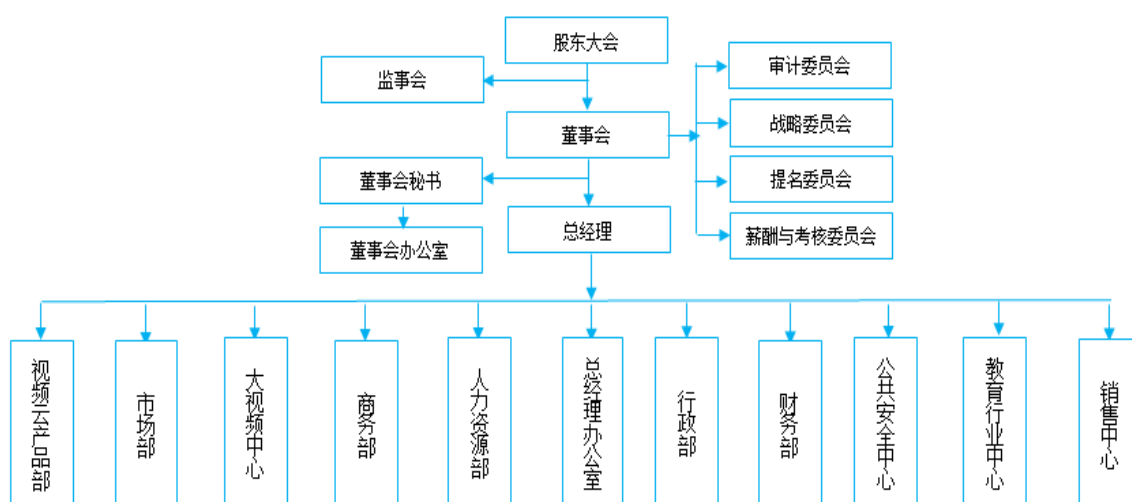 股东大会
监事会
审计委员会
董事会
战略委员会
董事会秘书
提名委员会
总经理
董事会办公室
薪酬与考核委员会
视频云产品部
市场部
大视频中心
商务部
人力资源部
总经理办公室
行政部
财务部
公共安全中心
教育行业中心
销售中心